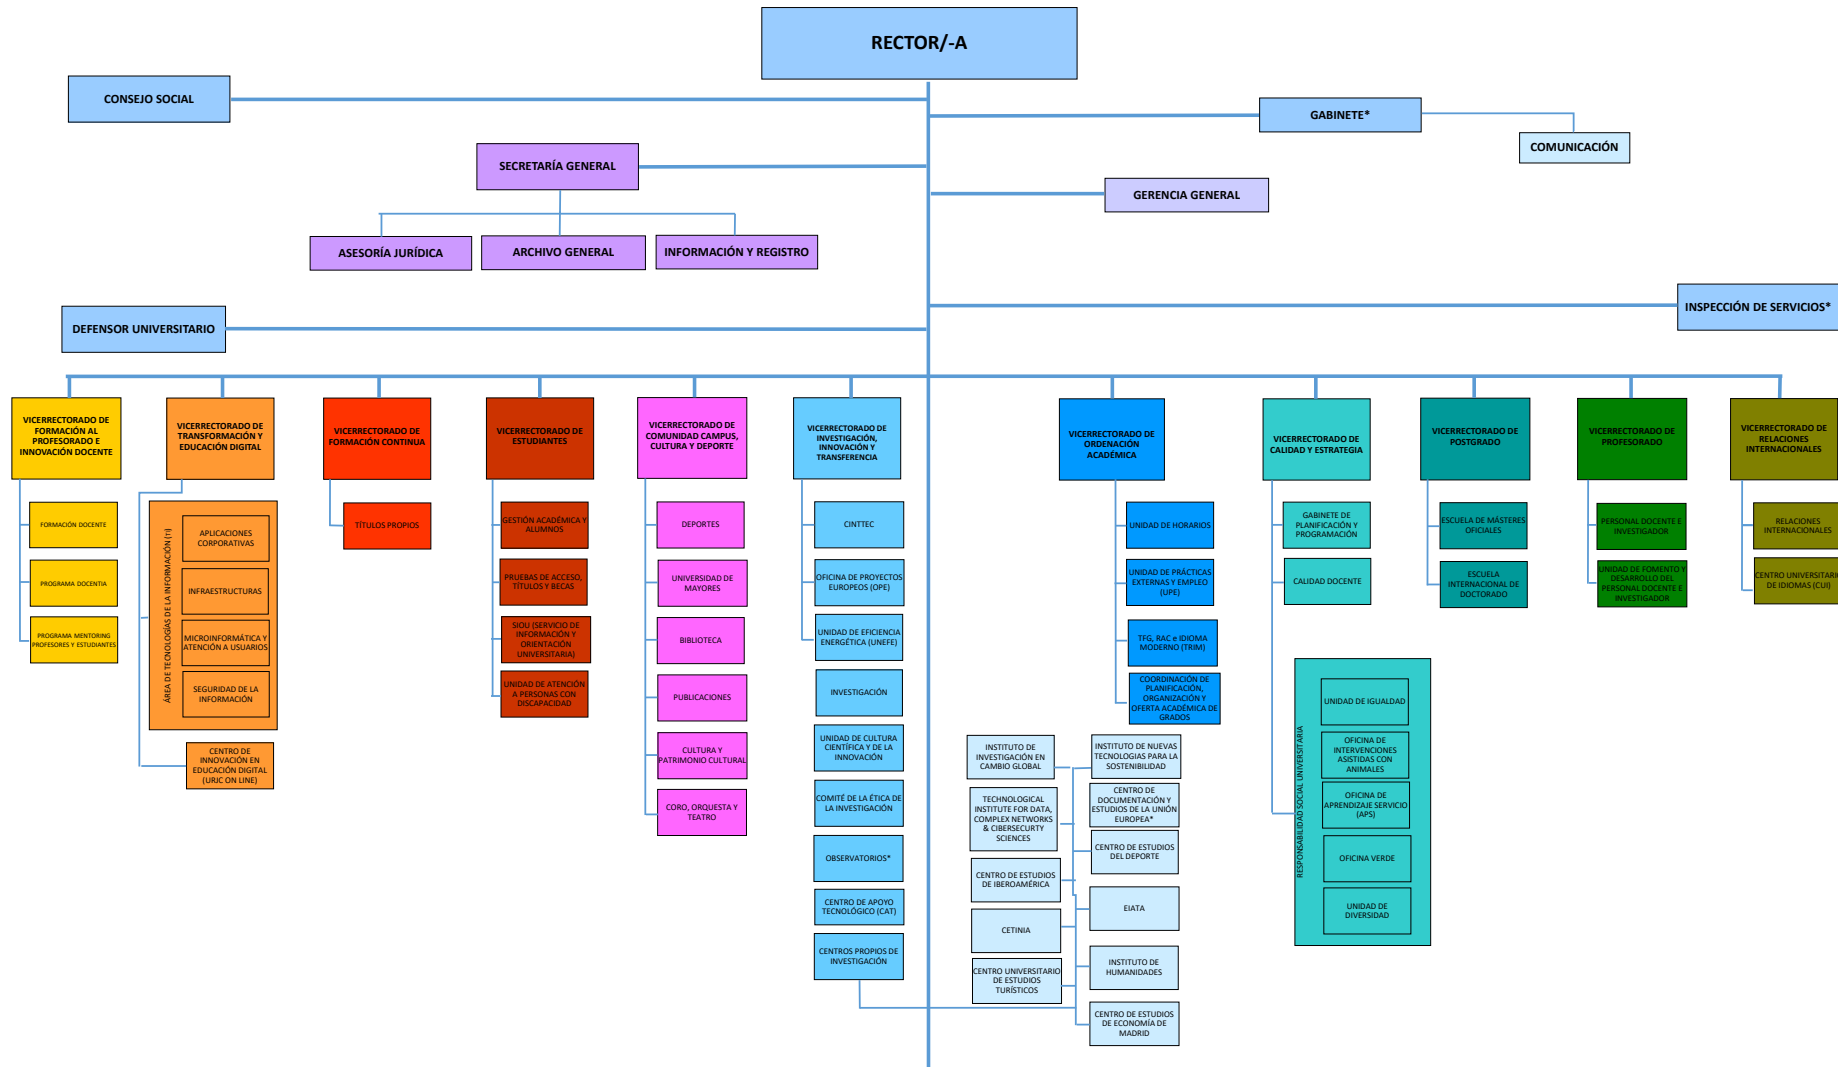 RECTOR/-A
CONSEJO SOCIAL
GABINETE*
COMUNICACIÓN
SECRETARÍA GENERAL
GERENCIA GENERAL
ASESORÍA JURÍDICA
ARCHIVO GENERAL
INFORMACIÓN Y REGISTRO
DEFENSOR UNIVERSITARIO
INSPECCIÓN DE SERVICIOS*
VICERRECTORADO DE
FORMACIÓN AL
PROFESORADO E
INNOVACIÓN DOCENTE
FORMACIÓN DOCENTE
PROGRAMA DOCENTIA
PROGRAMA MENTORING
PROFESORES Y ESTUDIANTES
VICERRECTORADO DE
TRANSFORMACIÓN Y
EDUCACIÓN DIGITAL
ÁREA DE TECNOLOGÍAS DE LA INFORMACIÓN (TI)
APLICACIONES
CORPORATIVAS
INFRAESTRUCTURAS
MICROINFORMÁTICA Y
ATENCIÓN A USUARIOS
SEGURIDAD DE LA
INFORMACIÓN
CENTRO DE
INNOVACIÓN EN
EDUCACIÓN DIGITAL
(URJC ON LINE)
VICERRECTORADO DE
FORMACIÓN CONTINUA
TÍTULOS PROPIOS
VICERRECTORADO DE
ESTUDIANTES
GESTIÓN ACADÉMICA Y
ALUMNOS
PRUEBAS DE ACCESO,
TÍTULOS Y BECAS
SIOU (SERVICIO DE
INFORMACIÓN Y
ORIENTACIÓN
UNIVERSITARIA)
UNIDAD DE ATENCIÓN
A PERSONAS CON
DISCAPACIDAD
VICERRECTORADO DE
COMUNIDAD CAMPUS,
CULTURA Y DEPORTE
DEPORTES
UNIVERSIDAD DE
MAYORES
BIBLIOTECA
PUBLICACIONES
CULTURA Y
PATRIMONIO CULTURAL
CORO, ORQUESTA Y
TEATRO
VICERRECTORADO DE
INVESTIGACIÓN,
INNOVACIÓN Y
TRANSFERENCIA
CINTTEC
OFICINA DE PROYECTOS
EUROPEOS (OPE)
UNIDAD DE EFICIENCIA
ENERGÉTICA (UNEFE)
INVESTIGACIÓN
UNIDAD DE CULTURA
CIENTÍFICA Y DE LA
INNOVACIÓN
COMITÉ DE LA ÉTICA DE
LA INVESTIGACIÓN
OBSERVATORIOS*
CENTRO DE APOYO
TECNOLÓGICO (CAT)
CENTROS PROPIOS DE
INVESTIGACIÓN
INSTITUTO DE
INVESTIGACIÓN EN
CAMBIO GLOBAL
TECHNOLOGICAL
INSTITUTE FOR DATA,
COMPLEX NETWORKS
& CIBERSECURTY
SCIENCES
CENTRO DE ESTUDIOS
DE IBEROAMÉRICA
CETINIA
CENTRO UNIVERSITARIO
DE ESTUDIOS
TURÍSTICOS
INSTITUTO DE NUEVAS
TECNOLOGIAS PARA LA
SOSTENIBILIDAD
CENTRO DE
DOCUMENTACIÓN Y
ESTUDIOS DE LA UNIÓN
EUROPEA*
CENTRO DE ESTUDIOS
DEL DEPORTE
EIATA
INSTITUTO DE
HUMANIDADES
CENTRO DE ESTUDIOS
DE ECONOMÍA DE
MADRID
VICERRECTORADO DE
ORDENACIÓN
ACADÉMICA
UNIDAD DE HORARIOS
UNIDAD DE PRÁCTICAS
EXTERNAS Y EMPLEO
(UPE)
TFG, RAC e IDIOMA
MODERNO (TRIM)
COORDINACIÓN DE
PLANIFICACIÓN,
ORGANIZACIÓN Y
OFERTA ACADÉMICA DE
GRADOS
VICERRECTORADO DE
CALIDAD Y ESTRATEGIA
GABINETE DE
PLANIFICACIÓN Y
PROGRAMACIÓN
CALIDAD DOCENTE
RESPONSABILIDAD SOCIAL UNIVERSITARIA
UNIDAD DE IGUALDAD
OFICINA DE
INTERVENCIONES
ASISTIDAS CON
ANIMALES
OFICINA DE
APRENDIZAJE SERVICIO
(APS)
OFICINA VERDE
UNIDAD DE
DIVERSIDAD
VICERRECTORADO DE
POSTGRADO
ESCUELA DE MÁSTERES
OFICIALES
ESCUELA
INTERNACIONAL DE
DOCTORADO
VICERRECTORADO DE
PROFESORADO
PERSONAL DOCENTE E
INVESTIGADOR
UNIDAD DE FOMENTO Y
DESARROLLO DEL
PERSONAL DOCENTE E
INVESTIGADOR
VICERRECTORADO DE
RELACIONES
INTERNACIONALES
RELACIONES
INTERNACIONALES
CENTRO UNIVERSITARIO
DE IDIOMAS (CUI)